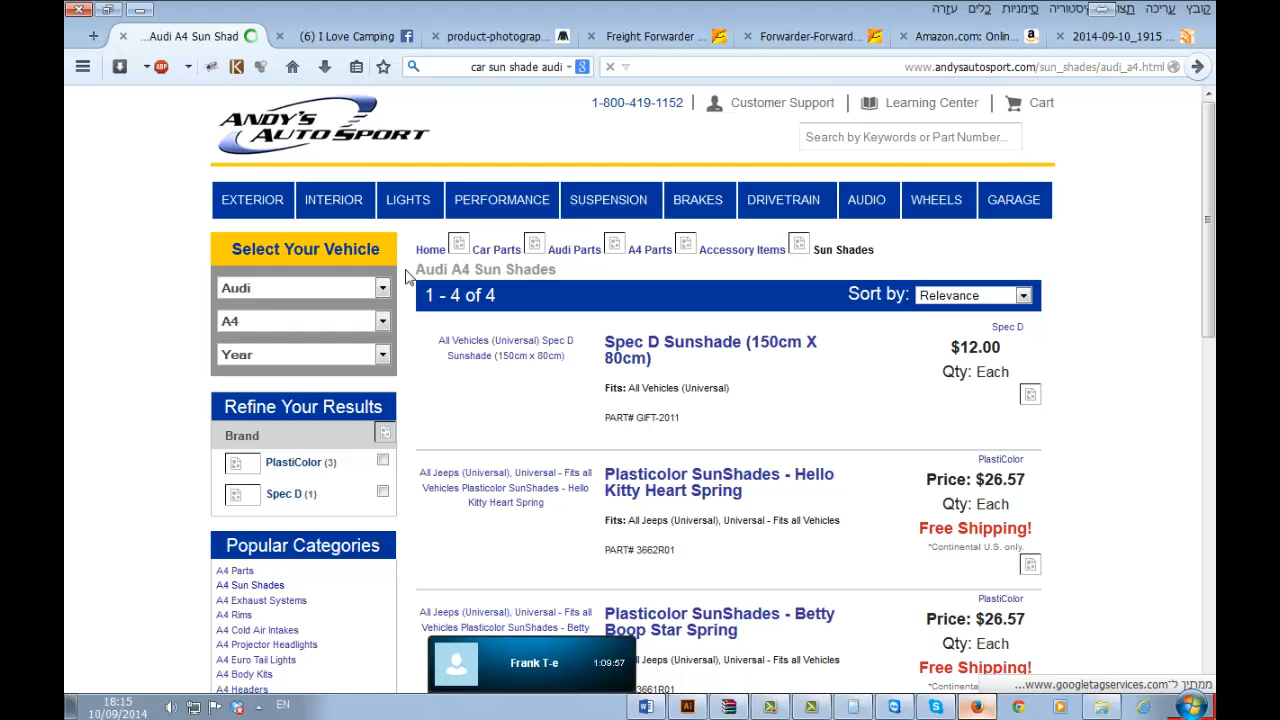 קובץ עריכה תצו יסטוריה סימניות כלים עזרה
...Audi A4 Sun Shad
(6) I Love Camping
product-photograp...
Freight Forwarder ...
Forwarder-Forward...
Amazon.com: Onlin...
2014-09-10_1915 ...
car sun shade audi
www.andysautosport.com/sun_shades/audi_a4.html
ANDY'S
AUTO SPORT
1-800-419-1152
Customer Support
Learning Center
Cart
Search by Keywords or Part Number...
EXTERIOR INTERIOR LIGHTS PERFORMANCE SUSPENSION BRAKES DRIVETRAIN AUDIO WHEELS GARAGE
Select Your Vehicle
Audi
A4
Year
Refine Your Results
Brand
PlastiColor (3)
Spec D (1)
Popular Categories
A4 Parts
A4 Sun Shades
A4 Exhaust Systems
A4 Rims
A4 Cold Air Intakes
A4 Projector Headlights
A4 Euro Tail Lights
A4 Body Kits
A4 Headers
Home Car Parts Audi Parts A4 Parts Accessory Items Sun Shades
Audi A4 Sun Shades
1 - 4 of 4
Sort by: Relevance
All Vehicles (Universal) Spec D
Sunshade (150cm x 80cm)
Spec D Sunshade (150cm X
80cm)
Fits: All Vehicles (Universal)
PART# GIFT-2011
Spec D
$12.00
Qty: Each
All Jeeps (Universal), Universal - Fits all
Vehicles Plasticolor SunShades - Hello
Kitty Heart Spring
Plasticolor SunShades - Hello
Kitty Heart Spring
Fits: All Jeeps (Universal), Universal - Fits all Vehicles
PART# 3662R01
PlastiColor
Price: $26.57
Qty: Each
Free Shipping!
*Continental U.S. only.
All Jeeps (Universal), Universal - Fits all
Vehicles Plasticolor SunShades - Betty
Plasticolor SunShades - Betty
Boop Star Spring
ll Jeeps (Universal), Universal - Fits all Vehicles
3661R01
PlastiColor
Price: $26.57
Qty: Each
Free Shipping!
Frank T-e
1:09:57
ממתין ל־www.googletagservices.com...
18:15
10/09/2014
EN